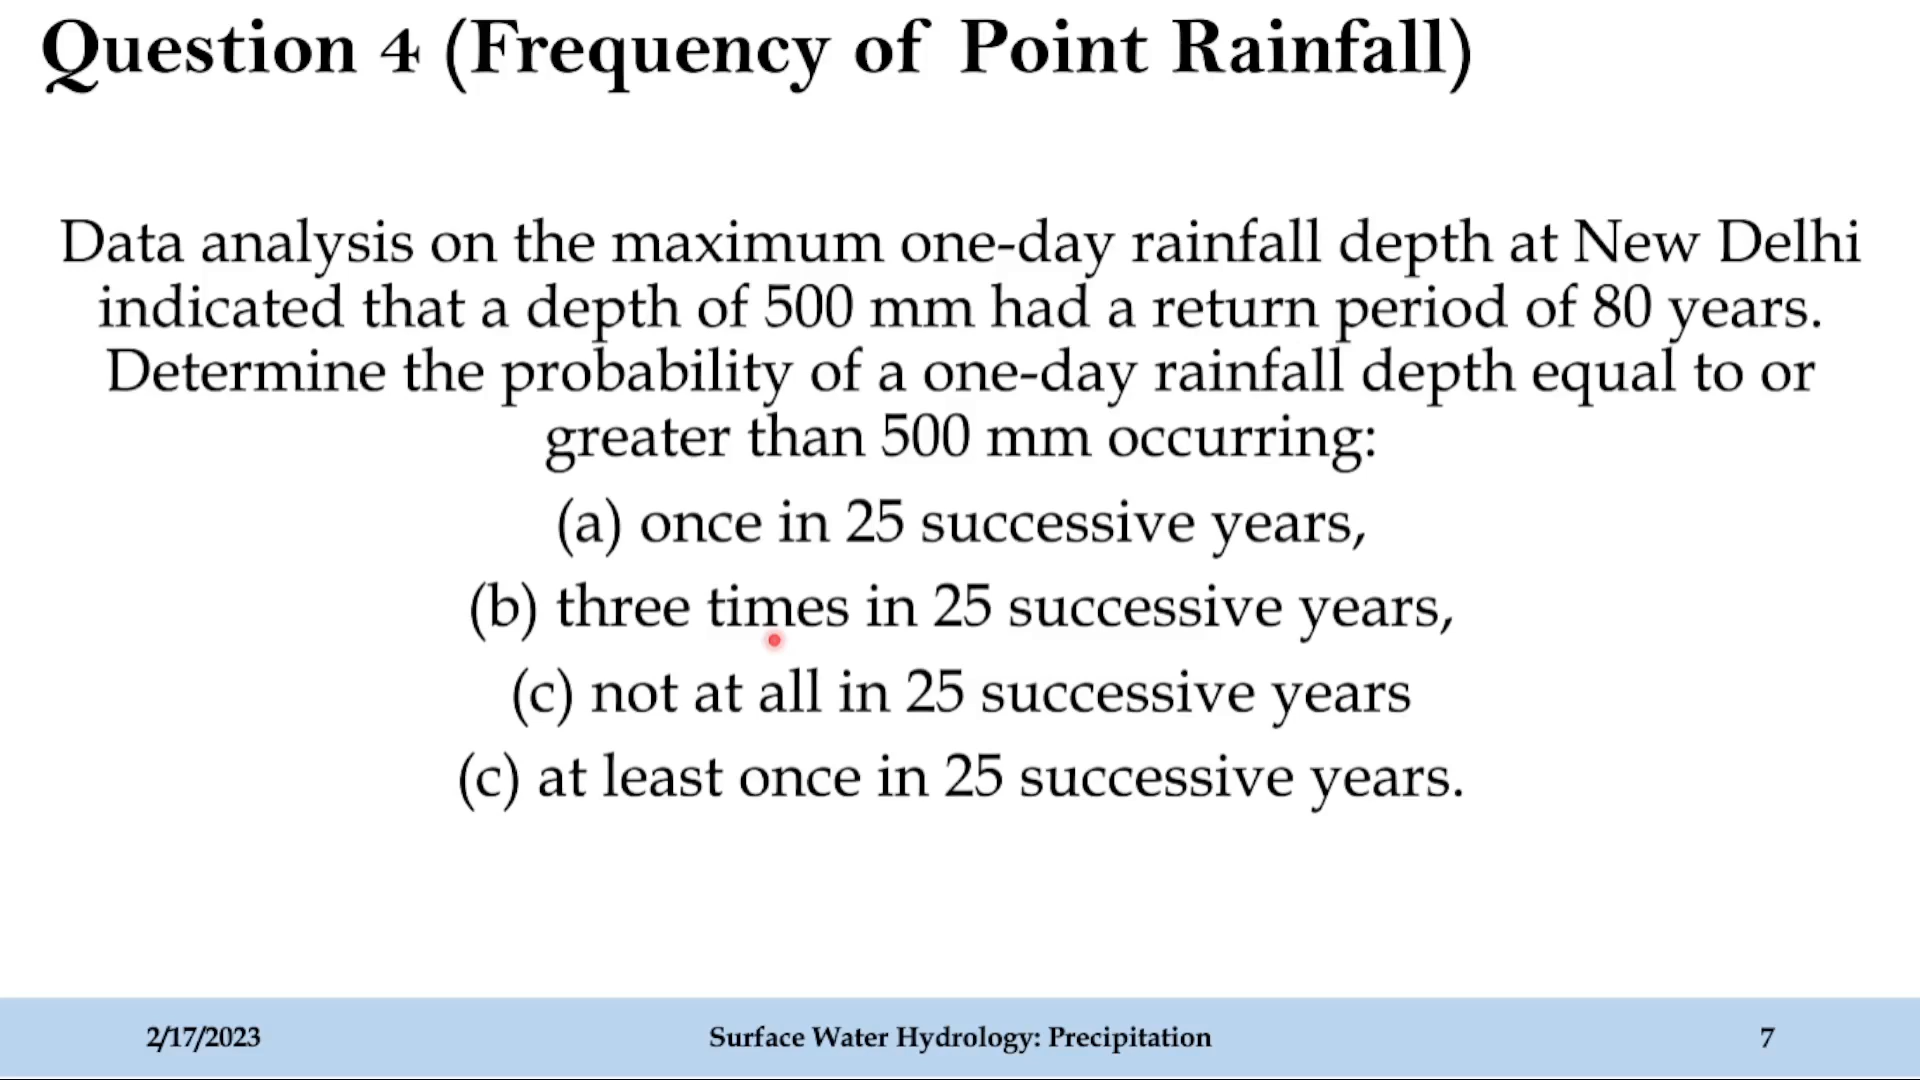 Question 4 (Frequency of Point Rainfall)
Data analysis on the maximum one-day rainfall depth at New Delhi
indicated that a depth of 500 mm had a return period of 80 years.
Determine the probability of a one-day rainfall depth equal to or
greater than 500 mm occurring:
(a) once in 25 successive years,
(b) three times in 25 successive years,
(c) not at all in 25 successive years
(c) at least once in 25 successive years.
2/17/2023
Surface Water Hydrology: Precipitation
7